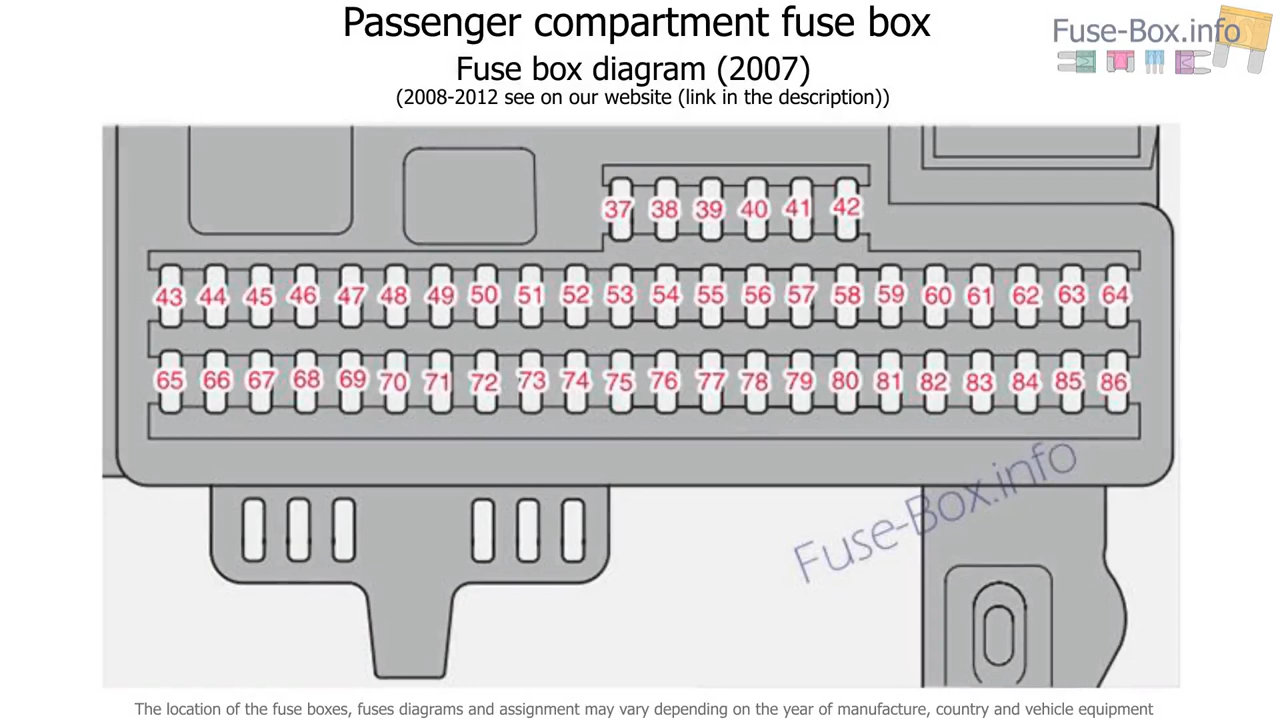 Passenger compartment fuse box
Fuse-Box.info
Fuse box diagram (2007)
(2008-2012 see on our website (link in the description))
37 38 39 40 41 42
43 44 45 46 47 48 49 50 51 52 53 54 55 56 57 58 59 60 61 62 63 64
65 66 67 68 69 70 71 72 73 74 75 76 77 78 79 80 81 82 83 84 85 86
Fuse-Box.info
The location of the fuse boxes, fuses diagrams and assignment may vary depending on the year of manufacture, country and vehicle equipment